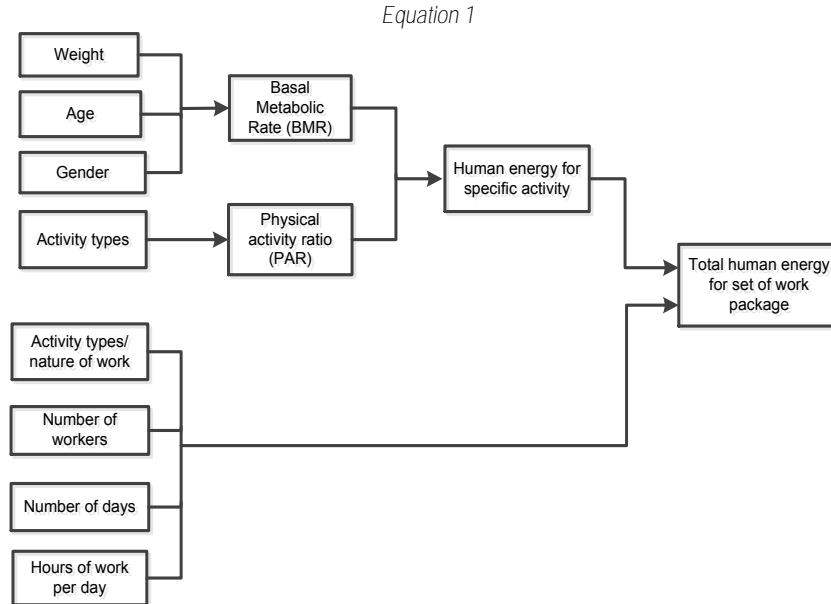 Equation 1
Weight
Age
Gender
Activity types
Basal
Metabolic
Rate (BMR)
Physical
activity ratio
(PAR)
Human energy for
specific activity
Total human energy
for set of work
package
Activity types/
nature of work
Number of
workers
Number of days
Hours of work
per day